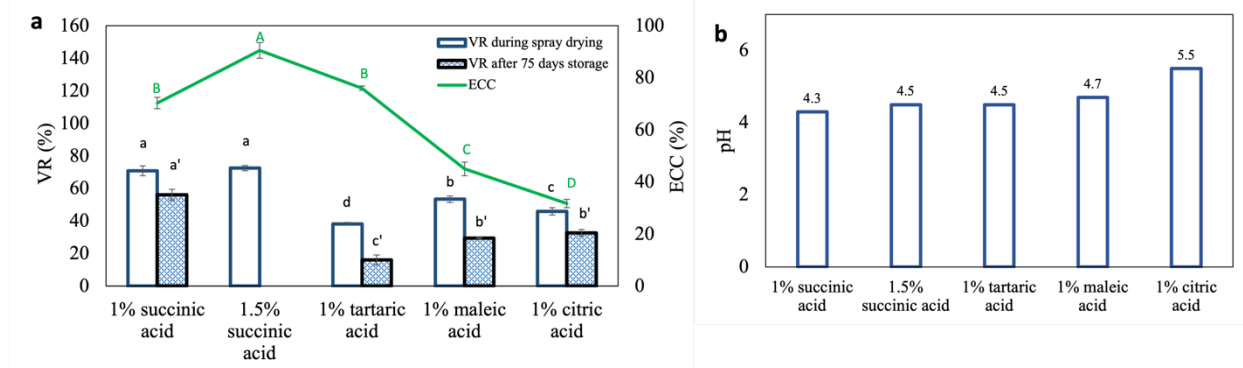 a
VR (%)
160
140
120
100
80
60
40
20
0
100
80
60
40
20
0
ECC (%)
VR during spray drying
VR after 75 days storage
ECC
B
A
B
C
D
a
a'
a
d
c'
b
b'
c
b'
1% succinic
acid
1.5%
succinic
acid
1% tartaric
acid
1% maleic
acid
1% citric
acid
b
pH
6
4
2
0
4.3
4.5
4.5
4.7
5.5
1% succinic
acid
1.5%
succinic acid
1% tartaric
acid
1% maleic
acid
1% citric
acid